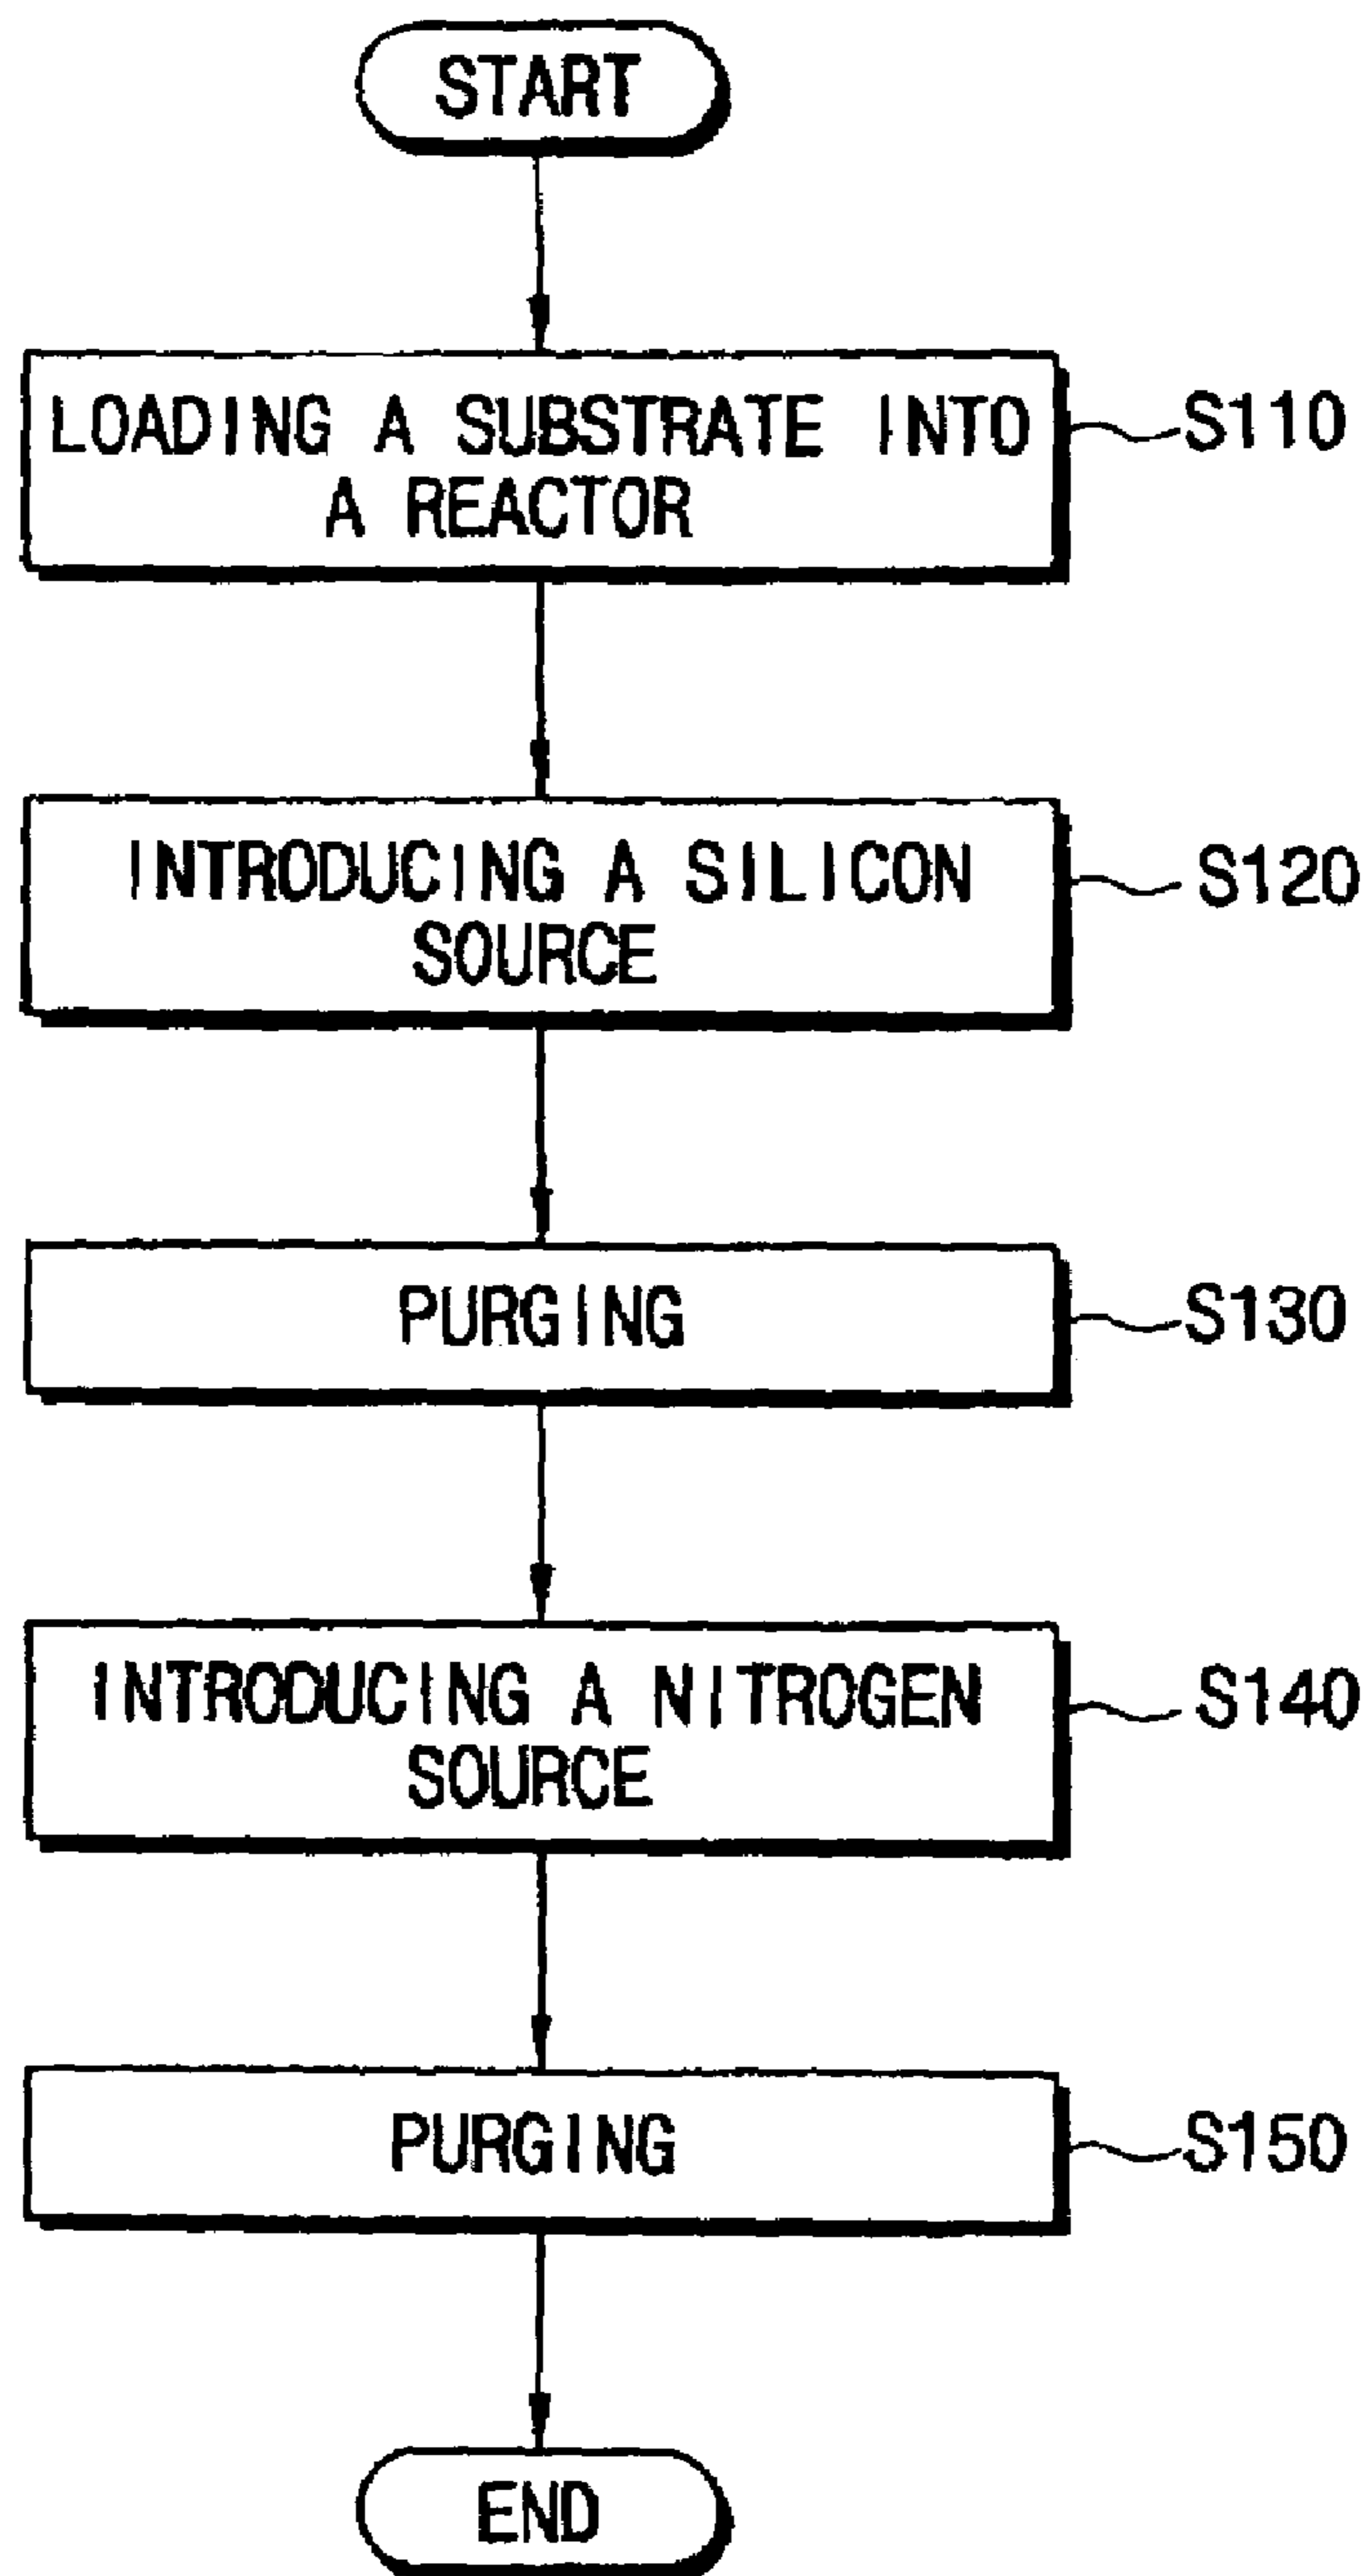 START
LOADING A SUBSTRATE INTO
A REACTOR
S110
INTRODUCING A SILICON
SOURCE
S120
PURGING
S130
INTRODUCING A NITROGEN
SOURCE
S140
PURGING
S150
END